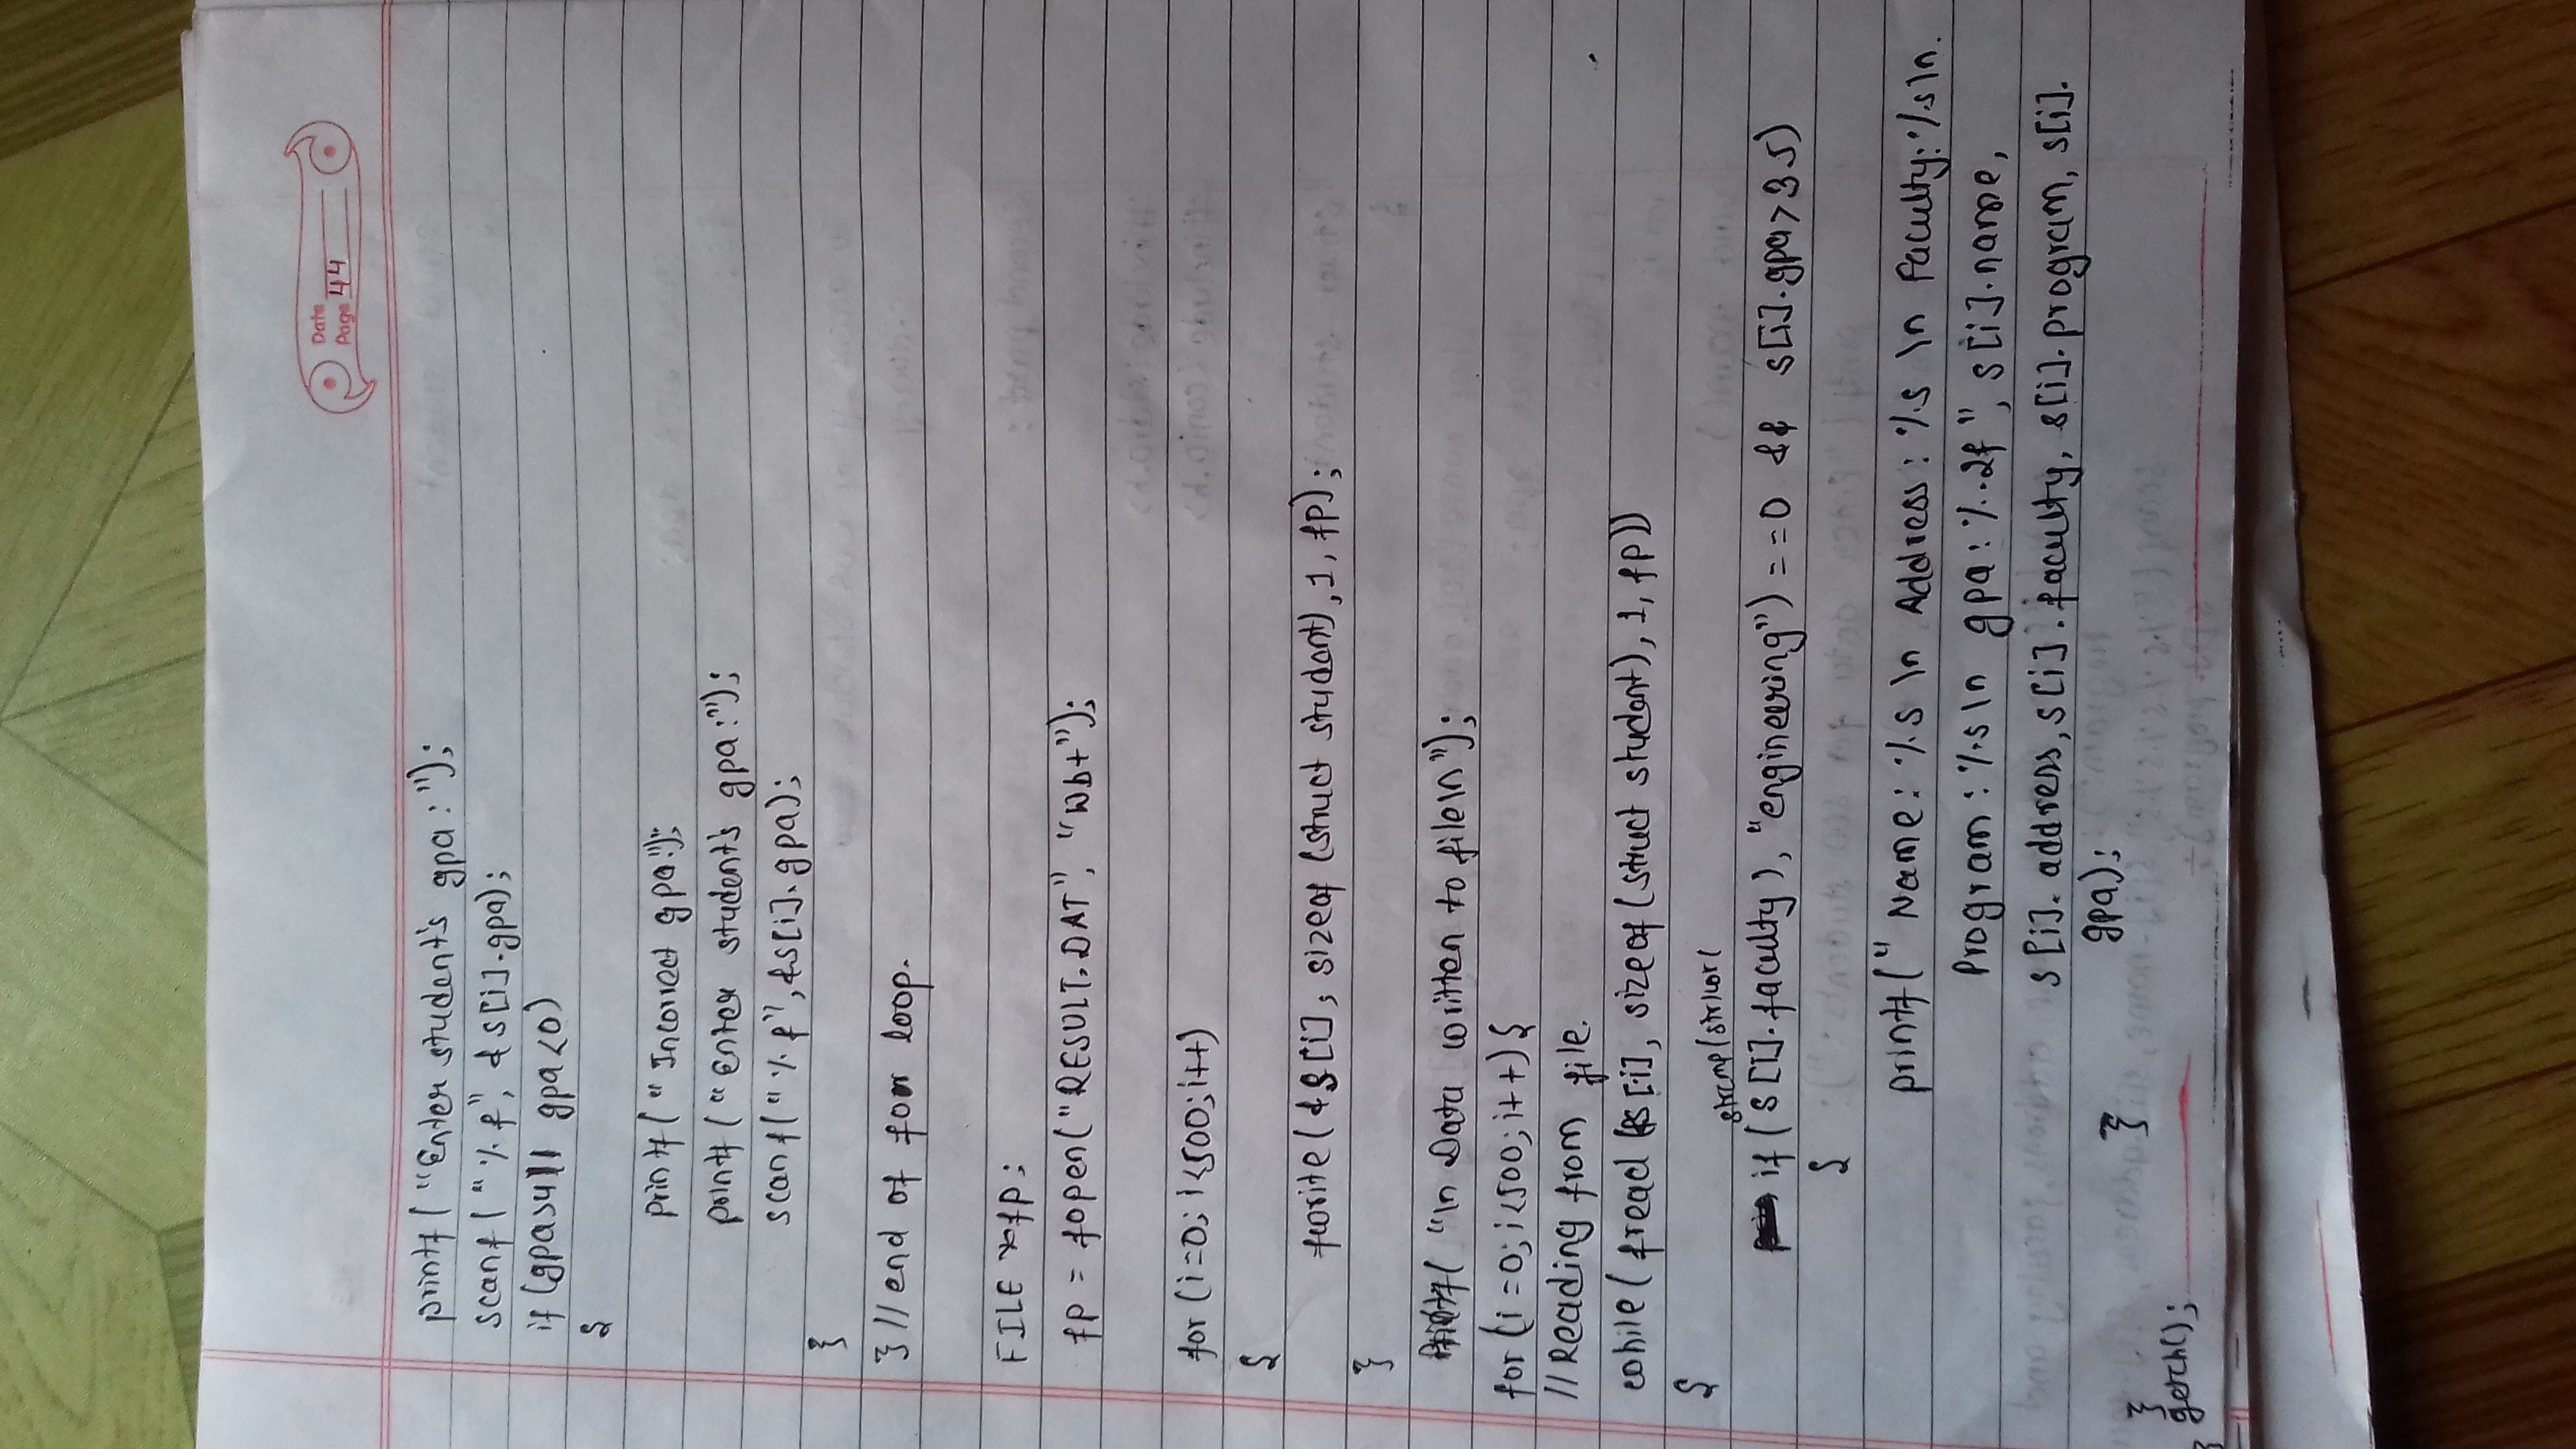 Date
Page 44
printf("Enter student's gpa:");
scanf("%f", &s[i].gpa);
if(gpa>4|| gpa<0)
{
printf("Incorrect gpa:");
printf("Enter student's gpa:");
scanf("%f",&s[i].gpa);
}
} //end of for loop.
FILE *fp;
fp = fopen("RESULT.DAT", "wb+");
for (i=0; i<500; i++)
{
fwrite(&s[i], sizeof(struct student), 1, fp);
}
Printf("\n Data written to file\n");
for (i=0; i<500; i++) {
//Reading from file.
while(fread(&s[i], sizeof(struct student), 1, fp))
{
strcmp(strlwr(
if(s[i].faculty), "engineering")==0 && s[i].gpa>3.5)
{
printf(" Name: %s \n Address: %s \n Faculty:%s\n.
Program:%s\n gpa:%.2f", s[i].name,
s[i].address, s[i].faculty, s[i].program, s[i].
gpa);
}
}
getch();
}